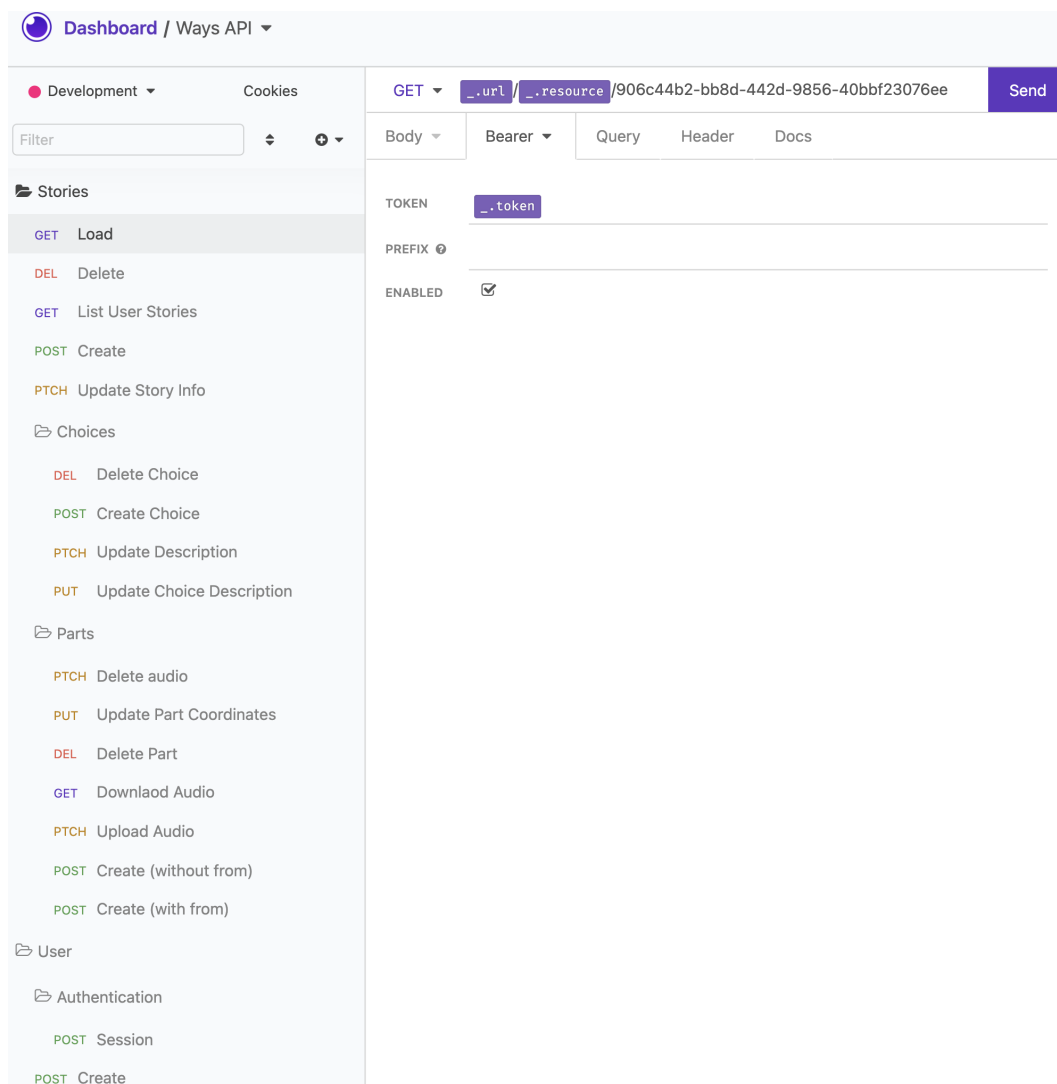 Dashboard / Ways API
Development
Cookies
GET _.url/_.resource/906c44b2-bb8d-442d-9856-40bbf23076ee
Send
Filter
Body
Bearer
Query
Header
Docs
TOKEN _.token
PREFIX
ENABLED
Stories
GET Load
DEL Delete
GET List User Stories
POST Create
PTCH Update Story Info
Choices
DEL Delete Choice
POST Create Choice
PTCH Update Description
PUT Update Choice Description
Parts
PTCH Delete audio
PUT Update Part Coordinates
DEL Delete Part
GET Downlaod Audio
PTCH Upload Audio
POST Create (without from)
POST Create (with from)
User
Authentication
POST Session
POST Create